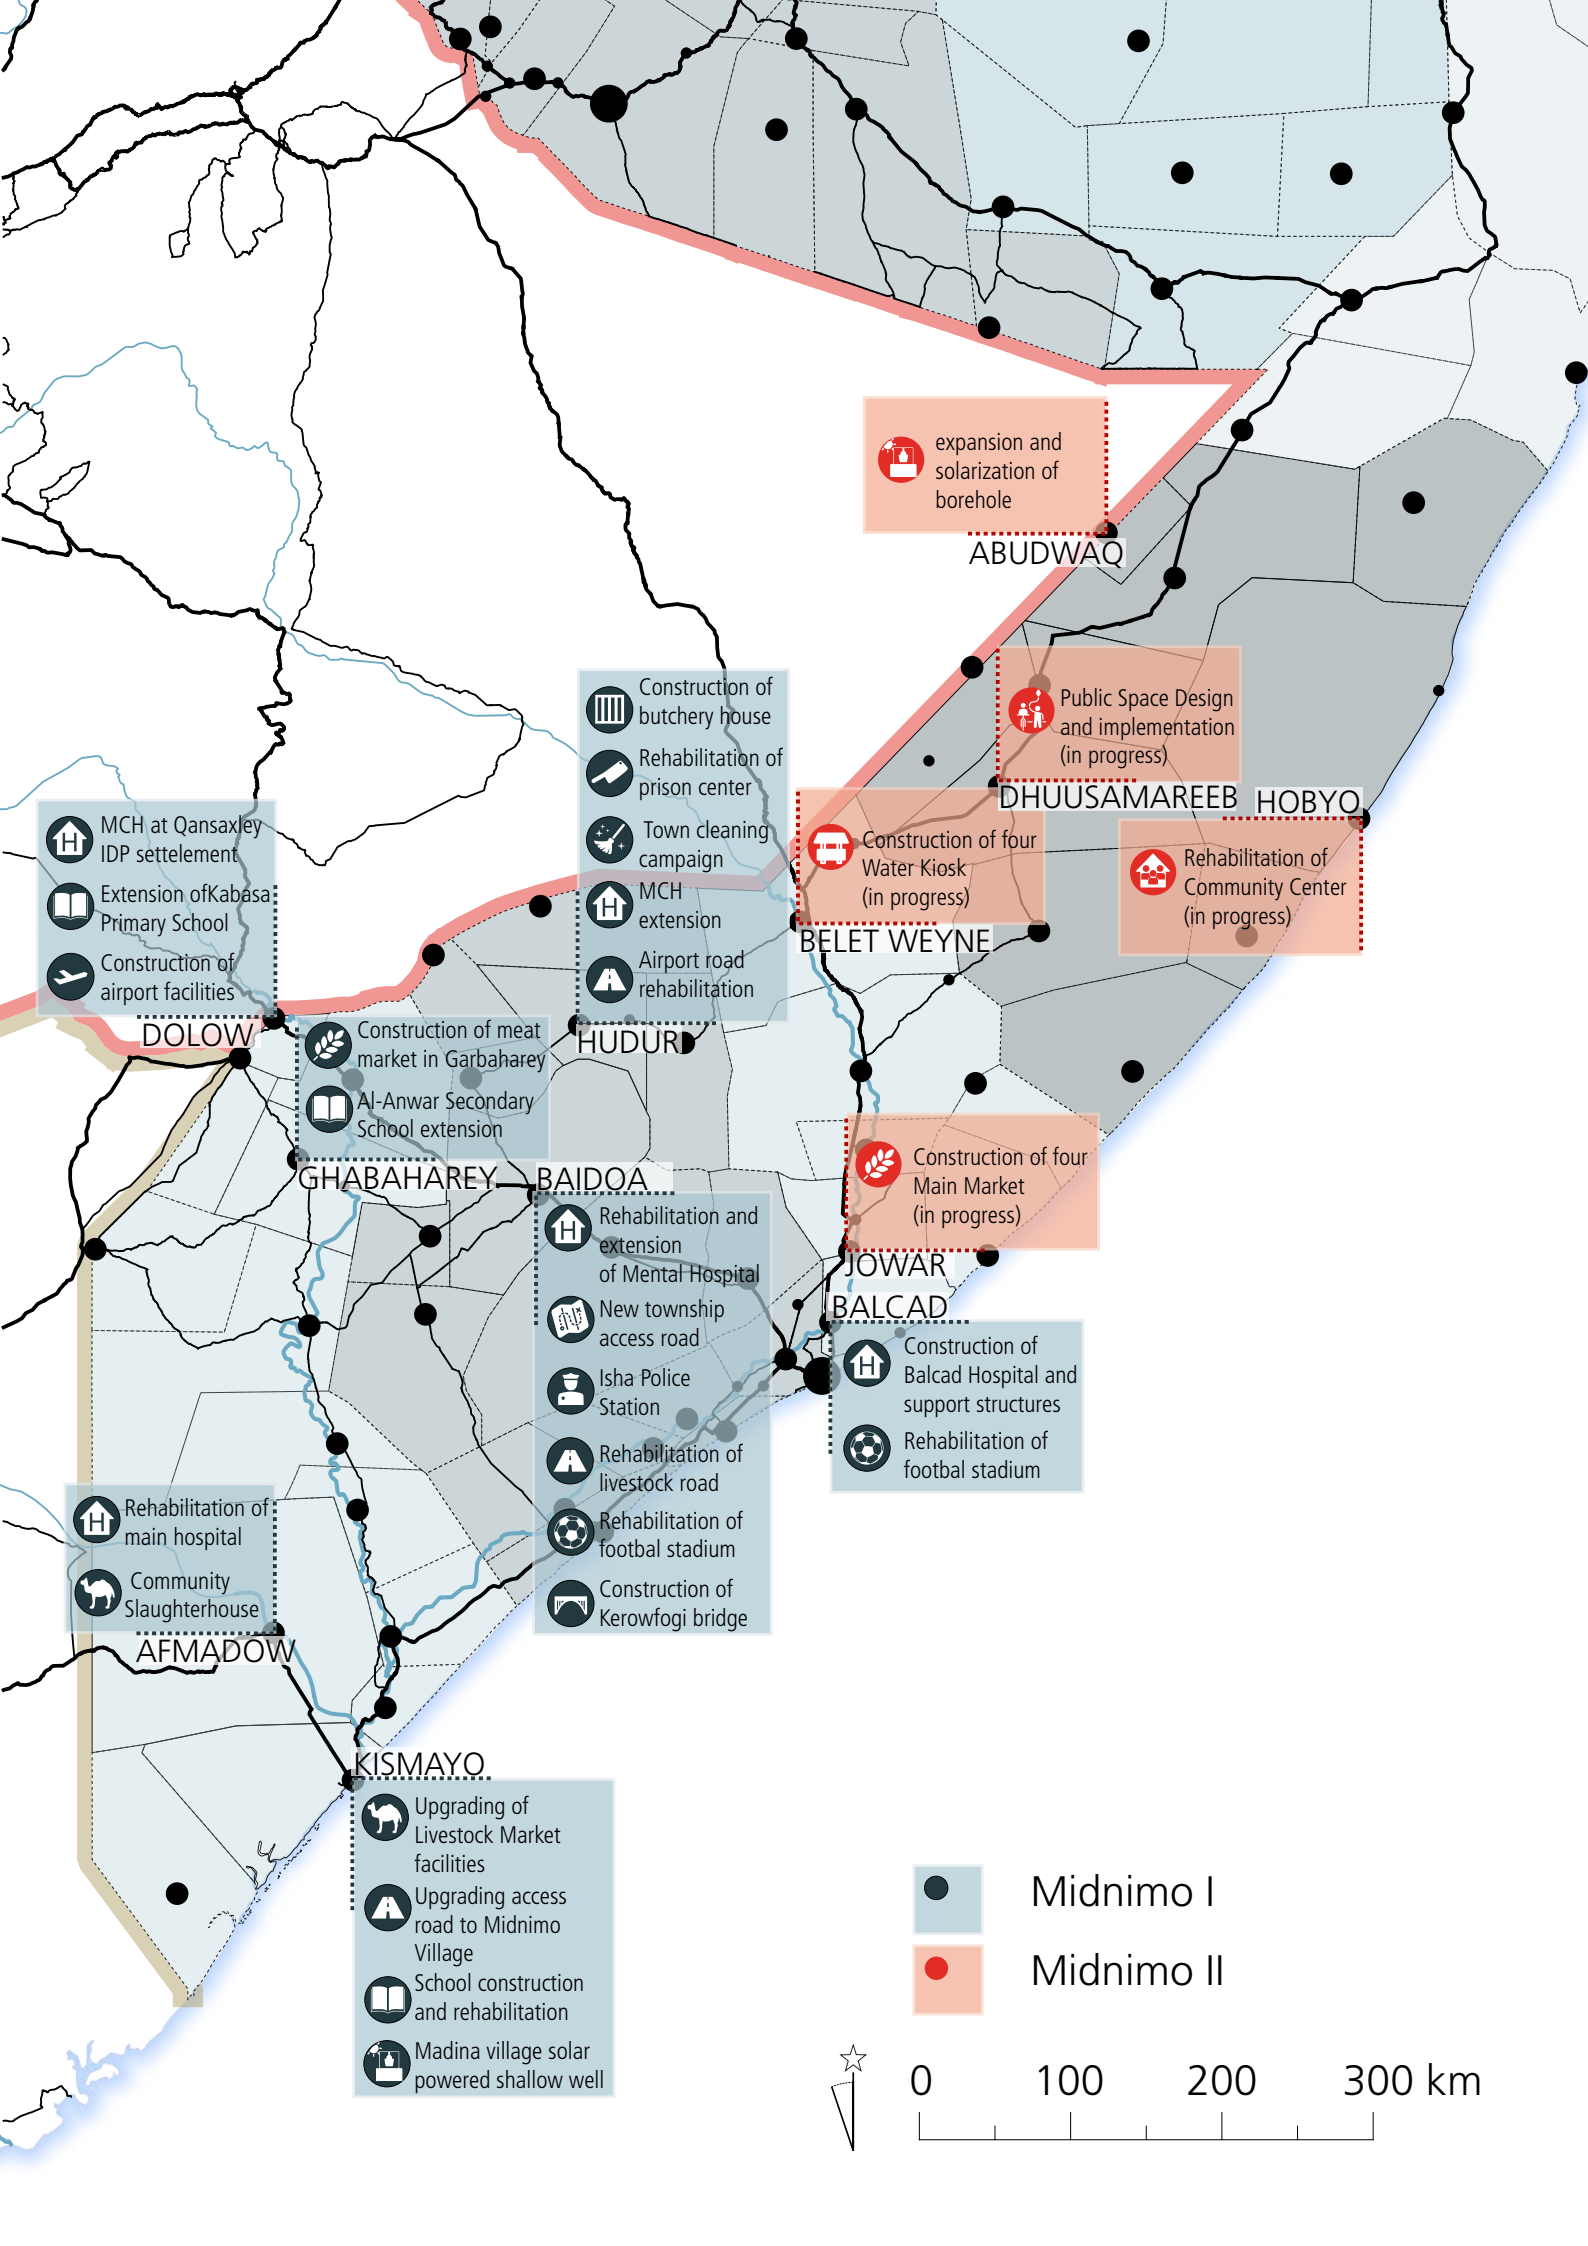 expansion and
solarization of
borehole
ABUDWAQ
Public Space Design
and implementation
(in progress)
DHUUSAMAREEB
HOBYO
Rehabilitation of
Community Center
(in progress)
Construction of four
Water Kiosk
(in progress)
BELET WEYNE
Construction of
butchery house
Rehabilitation of
prison center
Town cleaning
campaign
MCH
extension
Airport road
rehabilitation
HUDUR
MCH at Qansaxley
IDP settelement
Extension ofKabasa
Primary School
Construction of
airport facilities
DOLOW
Construction of meat
market in Garbaharey
Al-Anwar Secondary
School extension
GHABAHAREY
BAIDOA
Rehabilitation and
extension
of Mental Hospital
New township
access road
Isha Police
Station
Rehabilitation of
livestock road
Rehabilitation of
footbal stadium
Construction of
Kerowfogi bridge
Construction of four
Main Market
(in progress)
JOWAR
BALCAD
Construction of
Balcad Hospital and
support structures
Rehabilitation of
footbal stadium
Rehabilitation of
main hospital
Community
Slaughterhouse
AFMADOW
KISMAYO
Upgrading of
Livestock Market
facilities
Upgrading access
road to Midnimo
Village
School construction
and rehabilitation
Madina village solar
powered shallow well
Midnimo I
Midnimo II
0 100 200 300 km